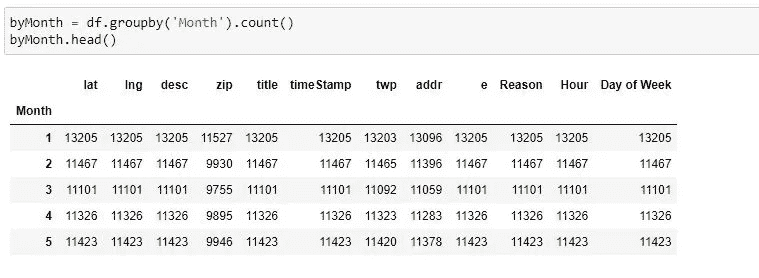 byMonth = df.groupby('Month').count()
byMonth.head()
lat lng desc zip title timeStamp twp addr e Reason Hour Day of Week
Month
1 13205 13205 13205 11527 13205 13205 13203 13096 13205 13205 13205 13205
2 11467 11467 11467 9930 11467 11467 11465 11396 11467 11467 11467 11467
3 11101 11101 11101 9755 11101 11101 11092 11059 11101 11101 11101 11101
4 11326 11326 11326 9895 11326 11326 11323 11283 11326 11326 11326 11326
5 11423 11423 11423 9946 11423 11423 11420 11378 11423 11423 11423 11423